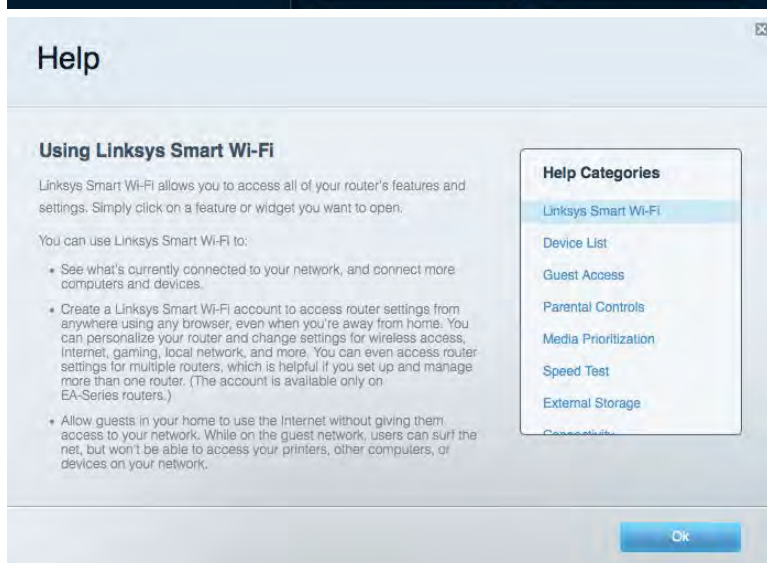 Help
Using Linksys Smart Wi-Fi
Linksys Smart Wi-Fi allows you to access all of your router's features and
settings. Simply click on a feature or widget you want to open.
You can use Linksys Smart Wi-Fi to:
• See what's currently connected to your network, and connect more
computers and devices.
• Create a Linksys Smart Wi-Fi account to access router settings from
anywhere using any browser, even when you're away from home. You
can personalize your router and change settings for wireless access,
Internet, gaming, local network, and more. You can even access router
settings for multiple routers, which is helpful if you set up and manage
more than one router. (The account is available only on
EA-Series routers.)
• Allow guests in your home to use the Internet without giving them
access to your network. While on the guest network, users can surf the
net, but won't be able to access your printers, other computers, or
devices on your network.
Help Categories
Linksys Smart Wi-Fi
Device List
Guest Access
Parental Controls
Media Prioritization
Speed Test
External Storage
Connectivity
Ok